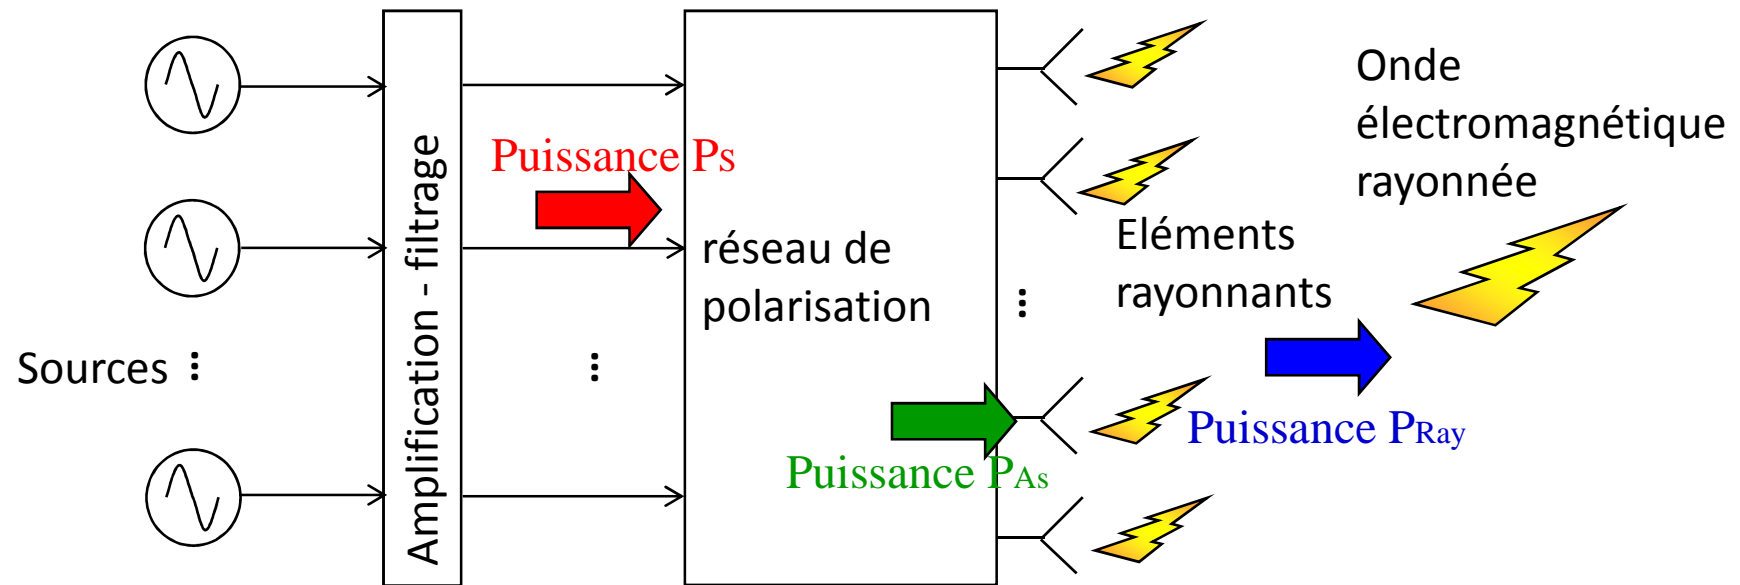 Sources
Amplification - filtrage
Puissance Ps
réseau de
polarisation
Puissance PAs
Eléments
rayonnants
Puissance PRay
Onde
électromagnétique
rayonnée